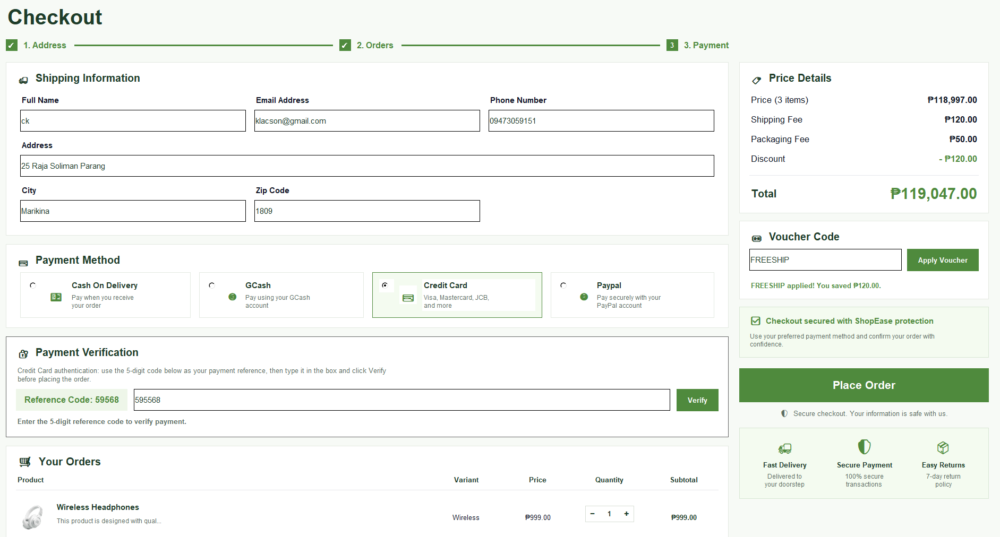 Checkout
1. Address
2. Orders
3 3. Payment
Shipping Information
Full Name
Email Address
Phone Number
ck
klacson@gmail.com
09473059151
Address
25 Raja Soliman Parang
City
Zip Code
Marikina
1809
Payment Method
Cash On Delivery
Pay when you receive
your order
GCash
Pay using your GCash
account
Credit Card
Visa, Mastercard, JCB,
and more
Paypal
Pay securely with your
PayPal account
Payment Verification
Credit Card authentication: use the 5-digit code below as your payment reference, then type it in the box and click Verify
before placing the order.
Reference Code: 59568
595568
Verify
Enter the 5-digit reference code to verify payment.
Your Orders
Product
Variant
Price
Quantity
Subtotal
Wireless Headphones
This product is designed with qual...
Wireless
₱999.00
− 1 +
₱999.00
Price Details
Price (3 items) ₱118,997.00
Shipping Fee ₱120.00
Packaging Fee ₱50.00
Discount - ₱120.00
Total ₱119,047.00
Voucher Code
FREESHIP
Apply Voucher
FREESHIP applied! You saved ₱120.00.
Checkout secured with ShopEase protection
Use your preferred payment method and confirm your order with
confidence.
Place Order
Secure checkout. Your information is safe with us.
Fast Delivery
Delivered to
your doorstep
Secure Payment
100% secure
transactions
Easy Returns
7-day return
policy